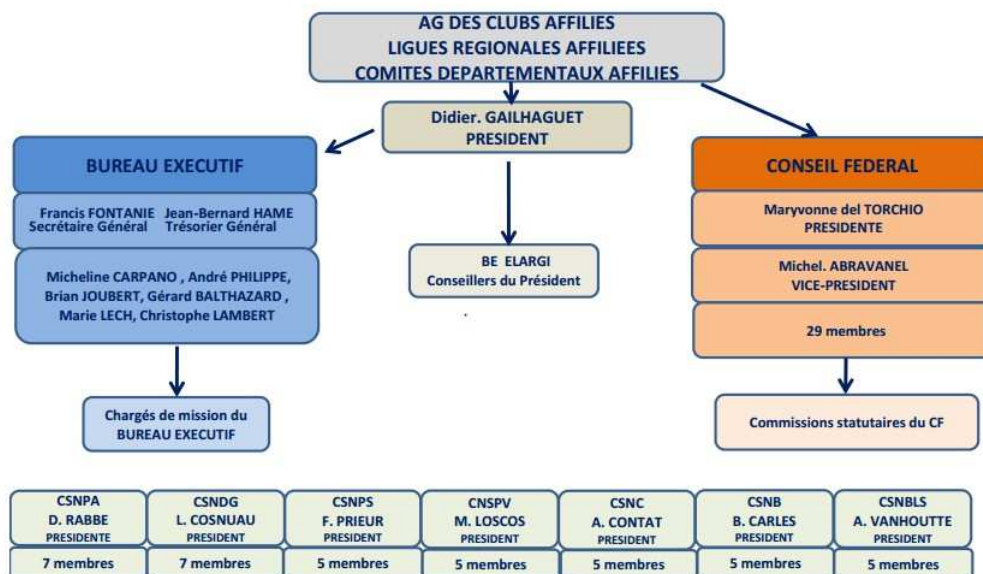 AG DES CLUBS AFFILIES
LIGUES REGIONALES AFFILIEES
COMITES DEPARTEMENTAUX AFFILIES
Didier. GAILHAGUET
PRESIDENT
BUREAU EXECUTIF
Francis FONTANIE Jean-Bernard HAME
Secrétaire Général Trésorier Général
Micheline CARPANO , André PHILIPPE,
Brian JOUBERT, Gérard BALTHAZARD ,
Marie LECH, Christophe LAMBERT
Chargés de mission du
BUREAU EXECUTIF
BE ELARGI
Conseillers du Président
CONSEIL FEDERAL
Maryvonne del TORCHIO
PRESIDENTE
Michel. ABRAVANEL
VICE-PRESIDENT
29 membres
Commissions statutaires du CF
CSNPA
D. RABBE
PRESIDENTE
7 membres
CSNDG
L. COSNUAU
PRESIDENT
7 membres
CSNPS
F. PRIEUR
PRESIDENT
5 membres
CNSPV
M. LOSCOS
PRESIDENT
5 membres
CSNC
A. CONTAT
PRESIDENT
5 membres
CSNB
B. CARLES
PRESIDENT
5 membres
CSNBLS
A. VANHOUTTE
PRESIDENT
5 membres